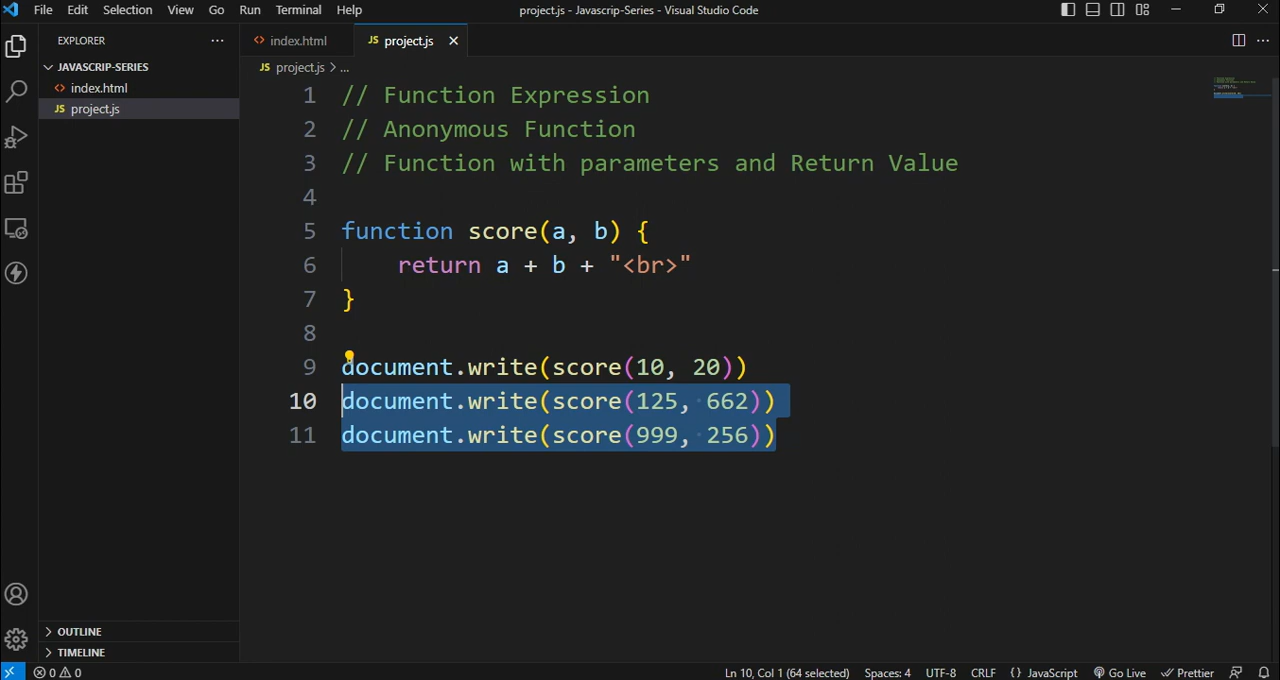 File Edit Selection View Go Run Terminal Help
project.js - Javascrip-Series - Visual Studio Code
EXPLORER
JAVASCRIP-SERIES
index.html
JS project.js
index.html
JS project.js
JS project.js > ...
1 // Function Expression
2 // Anonymous Function
3 // Function with parameters and Return Value
4
5 function score(a, b) {
6 return a + b + "<br>"
7 }
8
9 document.write(score(10, 20))
10 document.write(score(125, 662))
11 document.write(score(999, 256))
OUTLINE
TIMELINE
0 0
Ln 10, Col 1 (64 selected) Spaces: 4 UTF-8 CRLF {} JavaScript Go Live Prettier